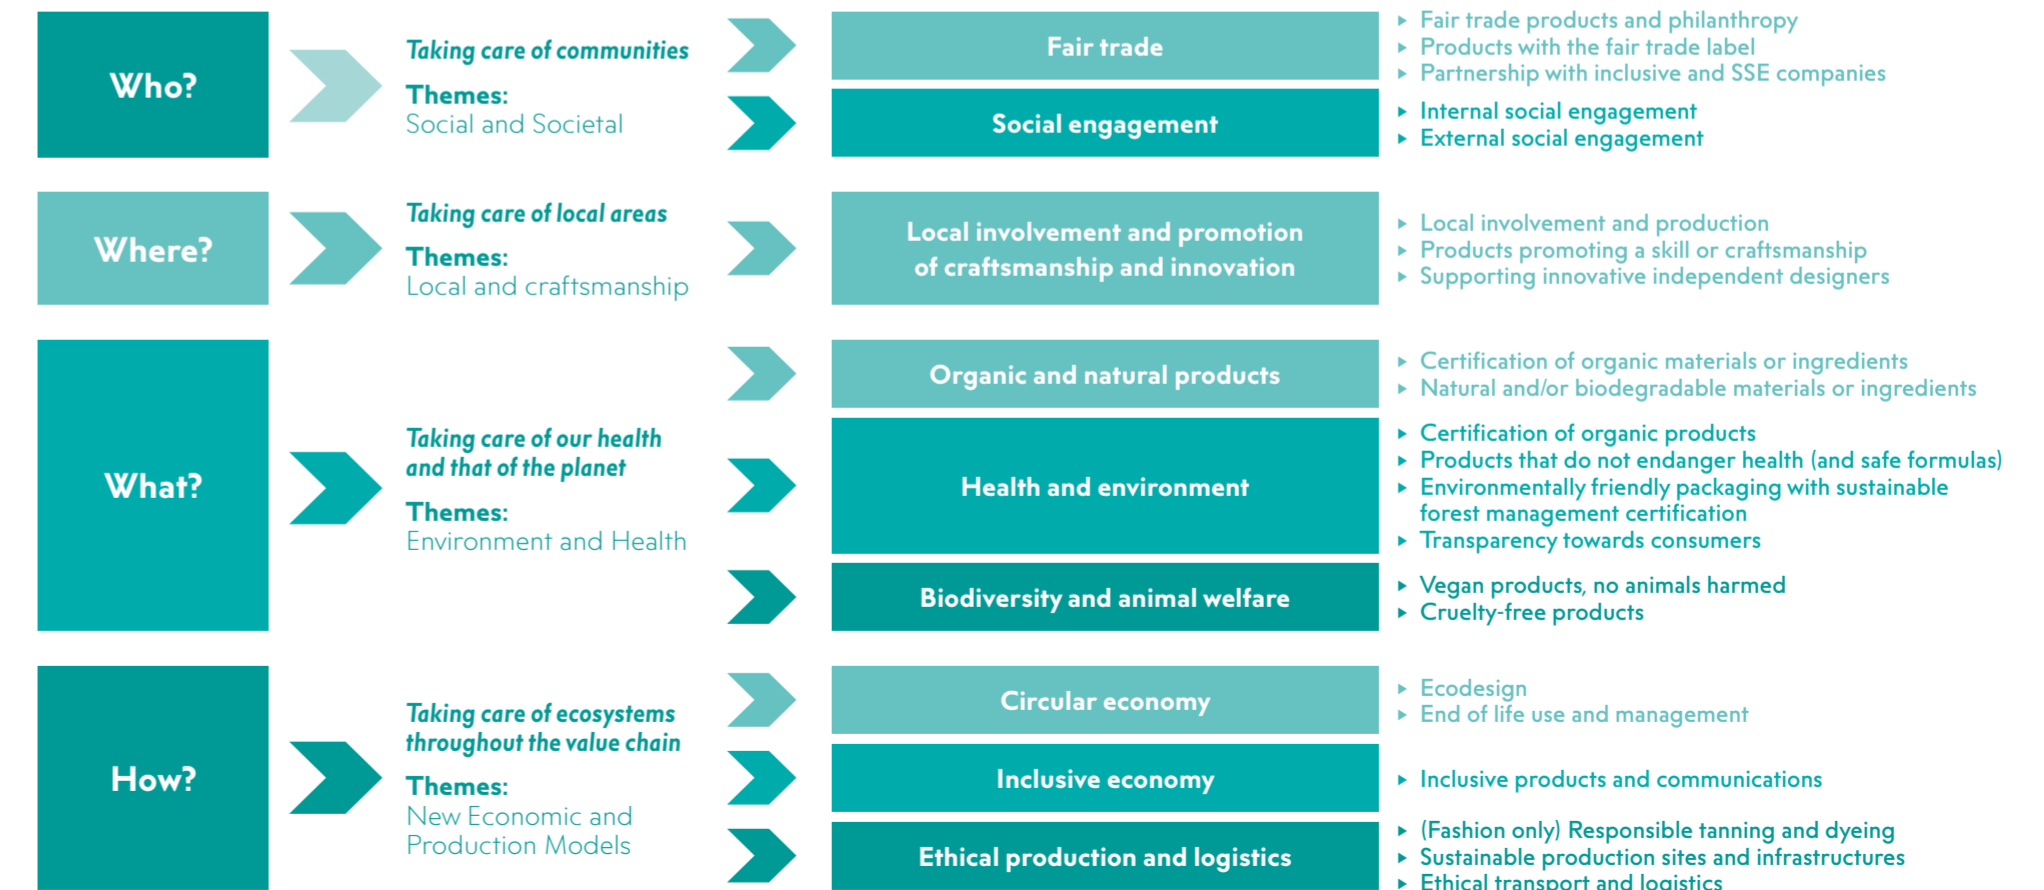 Who?
Taking care of communities
Themes:
Social and Societal
Fair trade
Fair trade products and philanthropy
Products with the fair trade label
Partnership with inclusive and SSE companies
Social engagement
Internal social engagement
External social engagement
Where?
Taking care of local areas
Themes:
Local and craftsmanship
Local involvement and promotion
of craftsmanship and innovation
Local involvement and production
Products promoting a skill or craftsmanship
Supporting innovative independent designers
What?
Taking care of our health
and that of the planet
Themes:
Environment and Health
Organic and natural products
Certification of organic materials or ingredients
Natural and/or biodegradable materials or ingredients
Health and environment
Certification of organic products
Products that do not endanger health (and safe formulas)
Environmentally friendly packaging with sustainable
forest management certification
Transparency towards consumers
Biodiversity and animal welfare
Vegan products, no animals harmed
Cruelty-free products
How?
Taking care of ecosystems
throughout the value chain
Themes:
New Economic and
Production Models
Circular economy
Ecodesign
End of life use and management
Inclusive economy
Inclusive products and communications
Ethical production and logistics
(Fashion only) Responsible tanning and dyeing
Sustainable production sites and infrastructures
Ethical transport and logistics